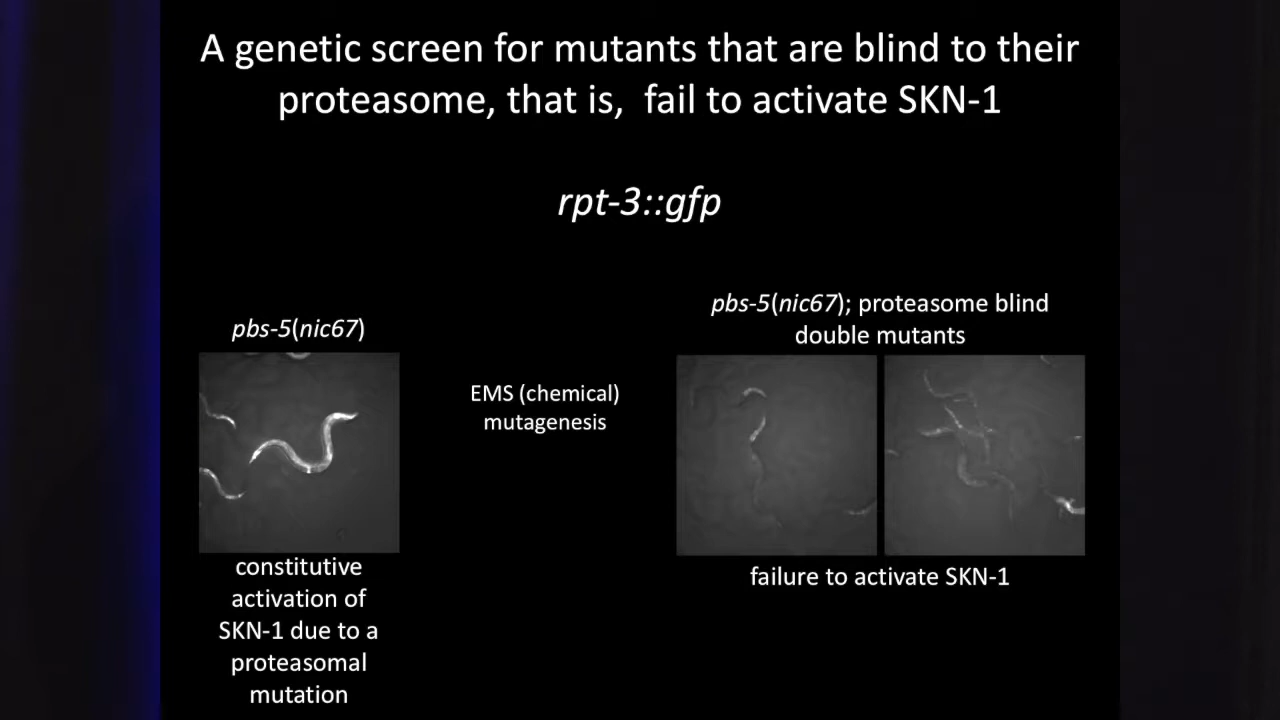 A genetic screen for mutants that are blind to their
proteasome, that is, fail to activate SKN-1
rpt-3::gfp
pbs-5(nic67)
constitutive
activation of
SKN-1 due to a
proteasomal
mutation
EMS (chemical)
mutagenesis
pbs-5(nic67); proteasome blind
double mutants
failure to activate SKN-1